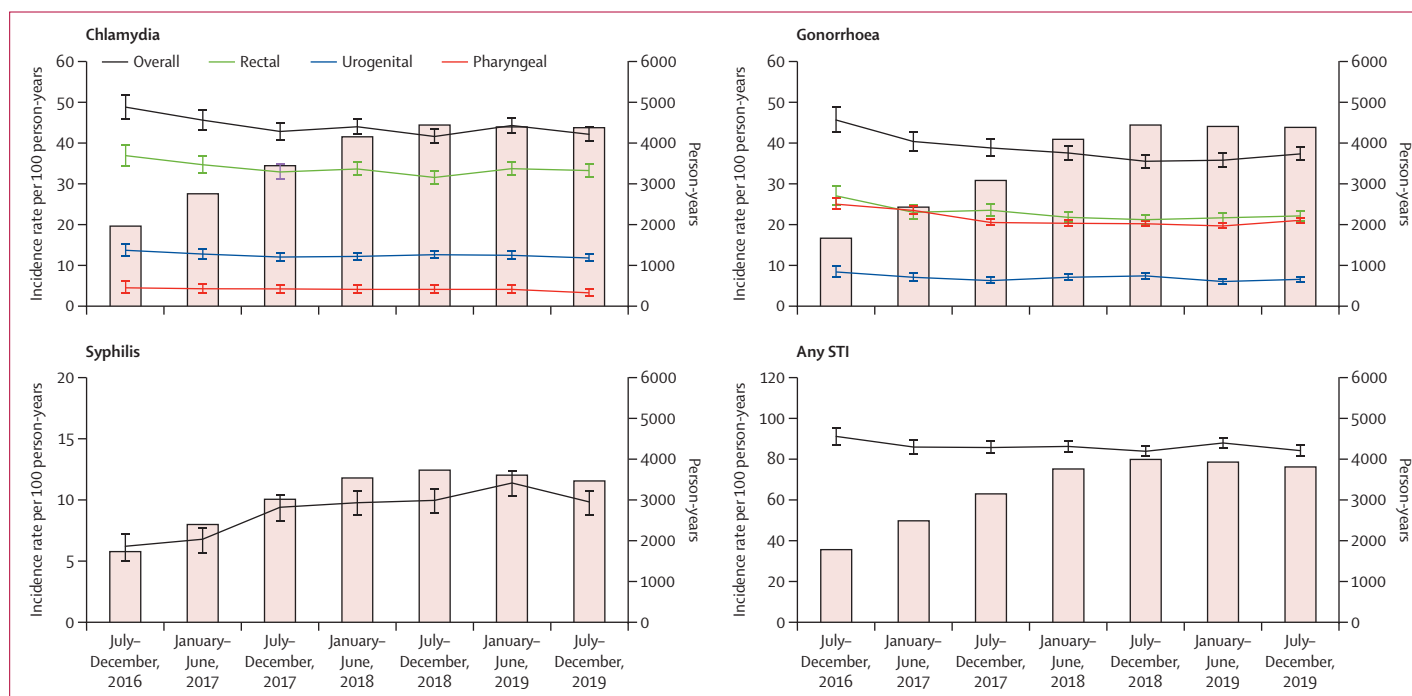 Chlamydia
Overall
Rectal
Urogenital
Pharyngeal
Incidence rate per 100 person-years
60
50
40
30
20
10
0
6000
5000
4000
3000
2000
1000
0
Person-years
Gonorrhoea
Incidence rate per 100 person-years
60
50
40
30
20
10
0
6000
5000
4000
3000
2000
1000
0
Person-years
Syphilis
Incidence rate per 100 person-years
20
15
10
5
0
6000
5000
4000
3000
2000
1000
0
Person-years
July–
December,
2016
January–
June,
2017
July–
December,
2017
January–
June,
2018
July–
December,
2018
January–
June,
2019
July–
December,
2019
Any STI
Incidence rate per 100 person-years
120
100
80
60
40
20
0
6000
5000
4000
3000
2000
1000
0
Person-years
July–
December,
2016
January–
June,
2017
July–
December,
2017
January–
June,
2018
July–
December,
2018
January–
June,
2019
July–
December,
2019